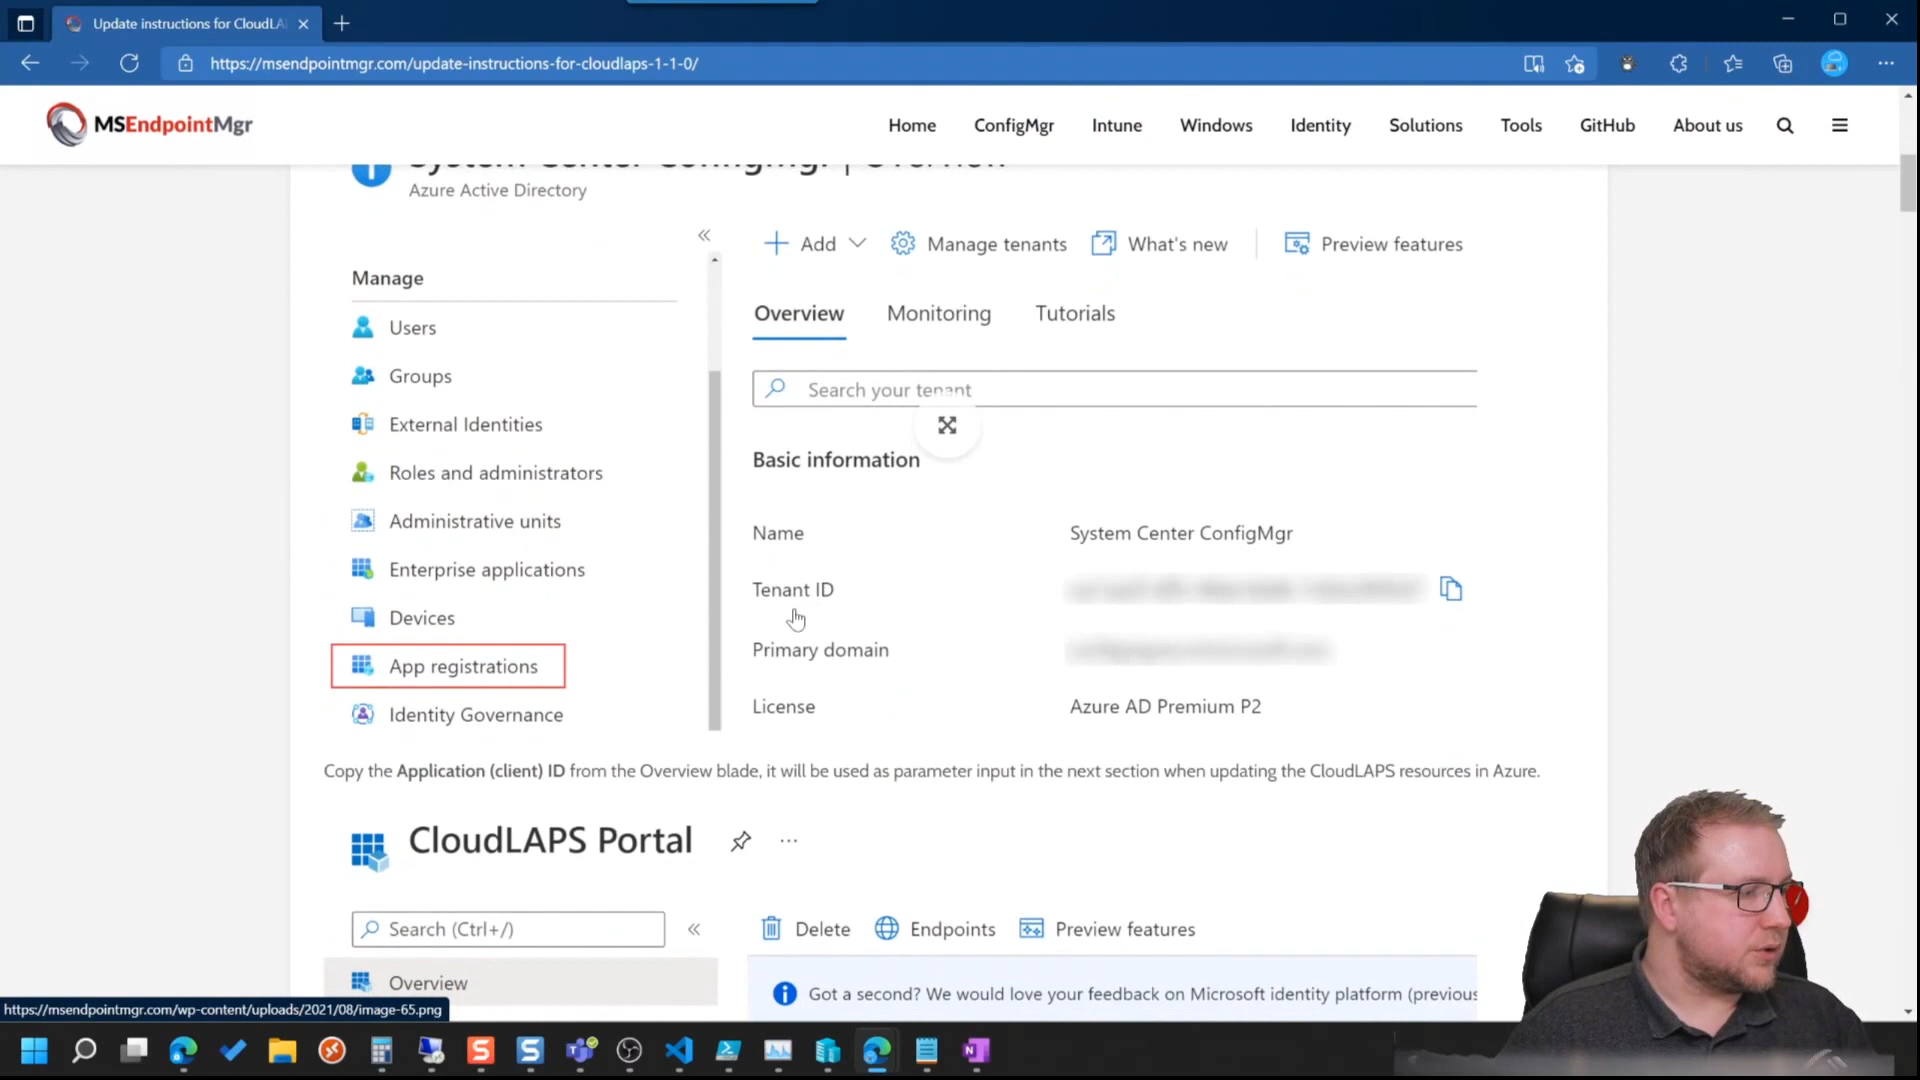 Update instructions for CloudLA
https://msendpointmgr.com/update-instructions-for-cloudlaps-1-1-0/
MSEndpointMgr
Home ConfigMgr Intune Windows Identity Solutions Tools GitHub About us
System Center ConfigMgr | Overview
Azure Active Directory
Add Manage tenants What's new Preview features
Manage
Overview Monitoring Tutorials
Users
Groups
Search your tenant
External Identities
Basic information
Roles and administrators
Administrative units
Name System Center ConfigMgr
Enterprise applications
Tenant ID
Devices
Primary domain
App registrations
License Azure AD Premium P2
Identity Governance
Copy the Application (client) ID from the Overview blade, it will be used as parameter input in the next section when updating the CloudLAPS resources in Azure.
CloudLAPS Portal
Search (Ctrl+/)
Delete Endpoints Preview features
Overview
Got a second? We would love your feedback on Microsoft identity platform (previous
https://msendpointmgr.com/wp-content/uploads/2021/08/image-65.png